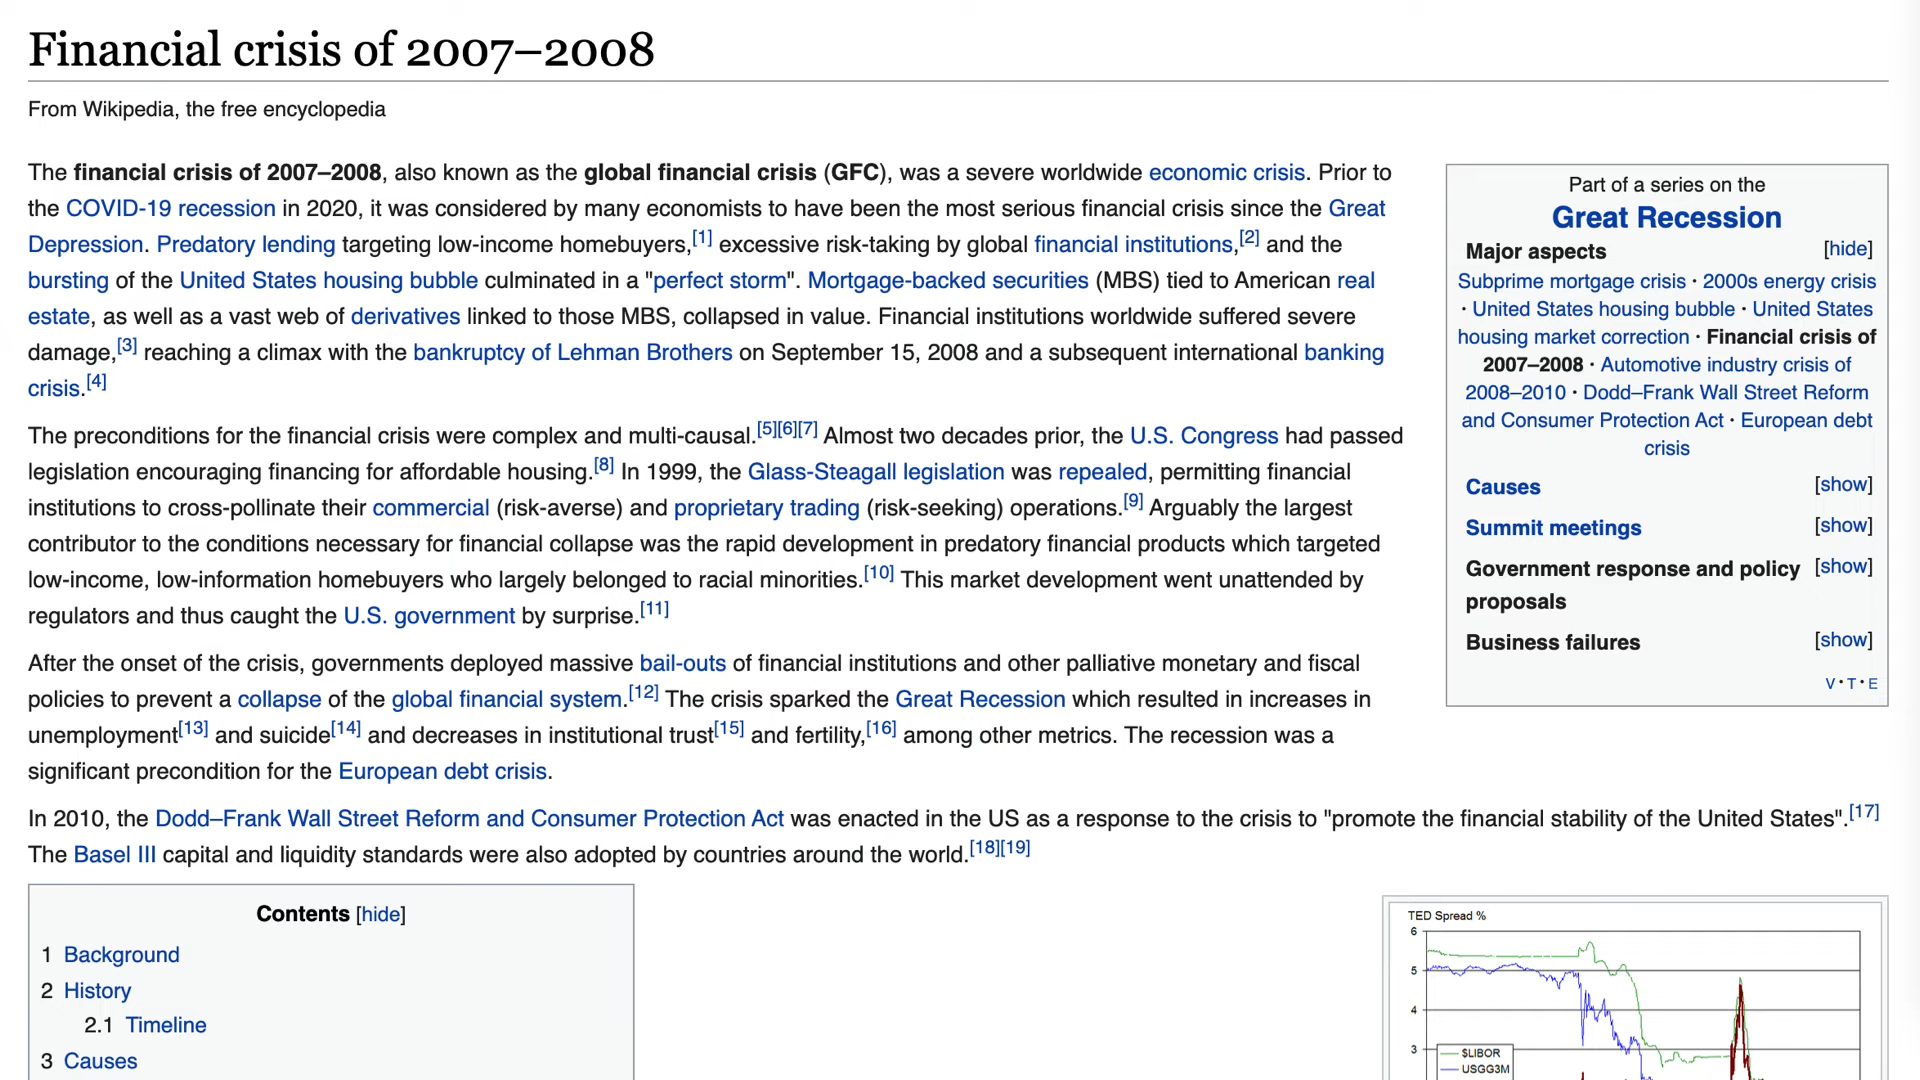 Financial crisis of 2007–2008
From Wikipedia, the free encyclopedia
The financial crisis of 2007–2008, also known as the global financial crisis (GFC), was a severe worldwide economic crisis. Prior to
the COVID-19 recession in 2020, it was considered by many economists to have been the most serious financial crisis since the Great
Depression. Predatory lending targeting low-income homebuyers,[1] excessive risk-taking by global financial institutions,[2] and the
bursting of the United States housing bubble culminated in a "perfect storm". Mortgage-backed securities (MBS) tied to American real
estate, as well as a vast web of derivatives linked to those MBS, collapsed in value. Financial institutions worldwide suffered severe
damage,[3] reaching a climax with the bankruptcy of Lehman Brothers on September 15, 2008 and a subsequent international banking
crisis.[4]
The preconditions for the financial crisis were complex and multi-causal.[5][6][7] Almost two decades prior, the U.S. Congress had passed
legislation encouraging financing for affordable housing.[8] In 1999, the Glass-Steagall legislation was repealed, permitting financial
institutions to cross-pollinate their commercial (risk-averse) and proprietary trading (risk-seeking) operations.[9] Arguably the largest
contributor to the conditions necessary for financial collapse was the rapid development in predatory financial products which targeted
low-income, low-information homebuyers who largely belonged to racial minorities.[10] This market development went unattended by
regulators and thus caught the U.S. government by surprise.[11]
After the onset of the crisis, governments deployed massive bail-outs of financial institutions and other palliative monetary and fiscal
policies to prevent a collapse of the global financial system.[12] The crisis sparked the Great Recession which resulted in increases in
unemployment[13] and suicide[14] and decreases in institutional trust[15] and fertility,[16] among other metrics. The recession was a
significant precondition for the European debt crisis.
In 2010, the Dodd–Frank Wall Street Reform and Consumer Protection Act was enacted in the US as a response to the crisis to "promote the financial stability of the United States".[17]
The Basel III capital and liquidity standards were also adopted by countries around the world.[18][19]
Part of a series on the
Great Recession
Major aspects [hide]
Subprime mortgage crisis · 2000s energy crisis
· United States housing bubble · United States
housing market correction · Financial crisis of
2007–2008 · Automotive industry crisis of
2008–2010 · Dodd–Frank Wall Street Reform
and Consumer Protection Act · European debt
crisis
Causes [show]
Summit meetings [show]
Government response and policy [show]
proposals
Business failures [show]
V · T · E
Contents [hide]
1 Background
2 History
2.1 Timeline
3 Causes
TED Spread %
6
5
4
3
$LIBOR
USGG3M